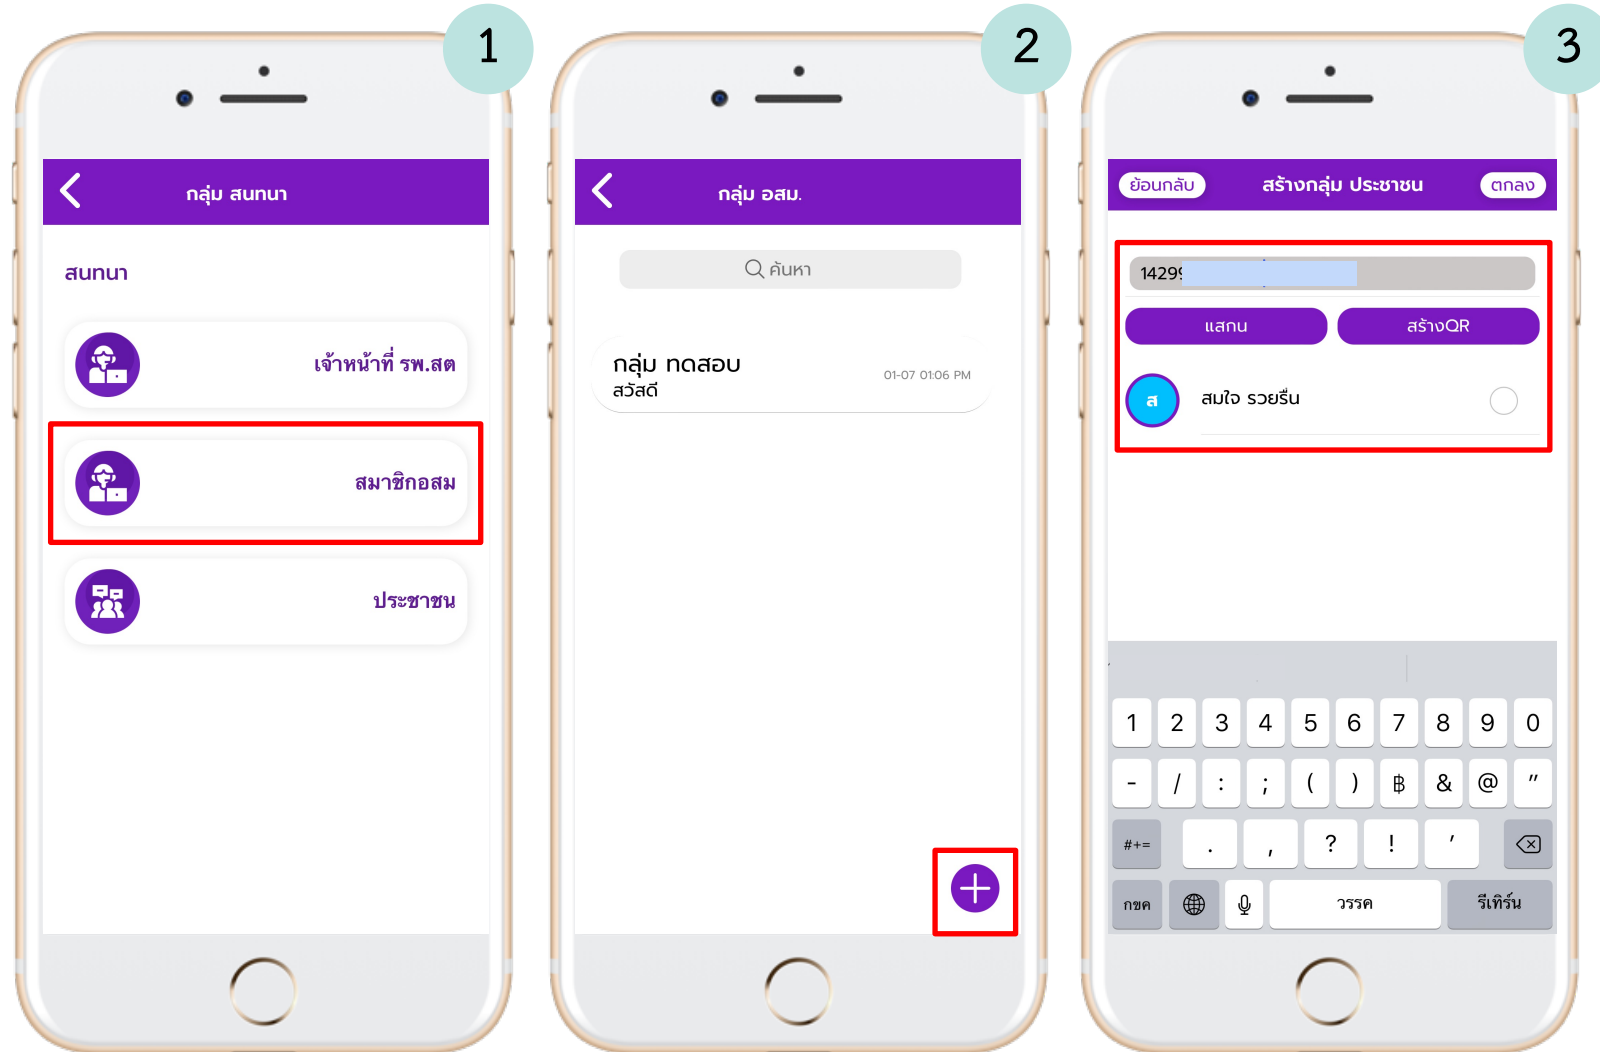 1
กลุ่ม สนทนา
สนทนา
เจ้าหน้าที่ รพ.สต
สมาชิกอสม
ประชาชน
2
กลุ่ม อสม.
ค้นหา
กลุ่ม ทดสอบ
สวัสดี
01-07 01:06 PM
3
ย้อนกลับ สร้างกลุ่ม ประชาชน ตกลง
1429
แสกน สร้างQR
ส สมใจ รวยรื่น
1 2 3 4 5 6 7 8 9 0
- / : ; ( ) ฿ & @ "
#+= . , ? ! '
กขค วรรค รีเทิร์น